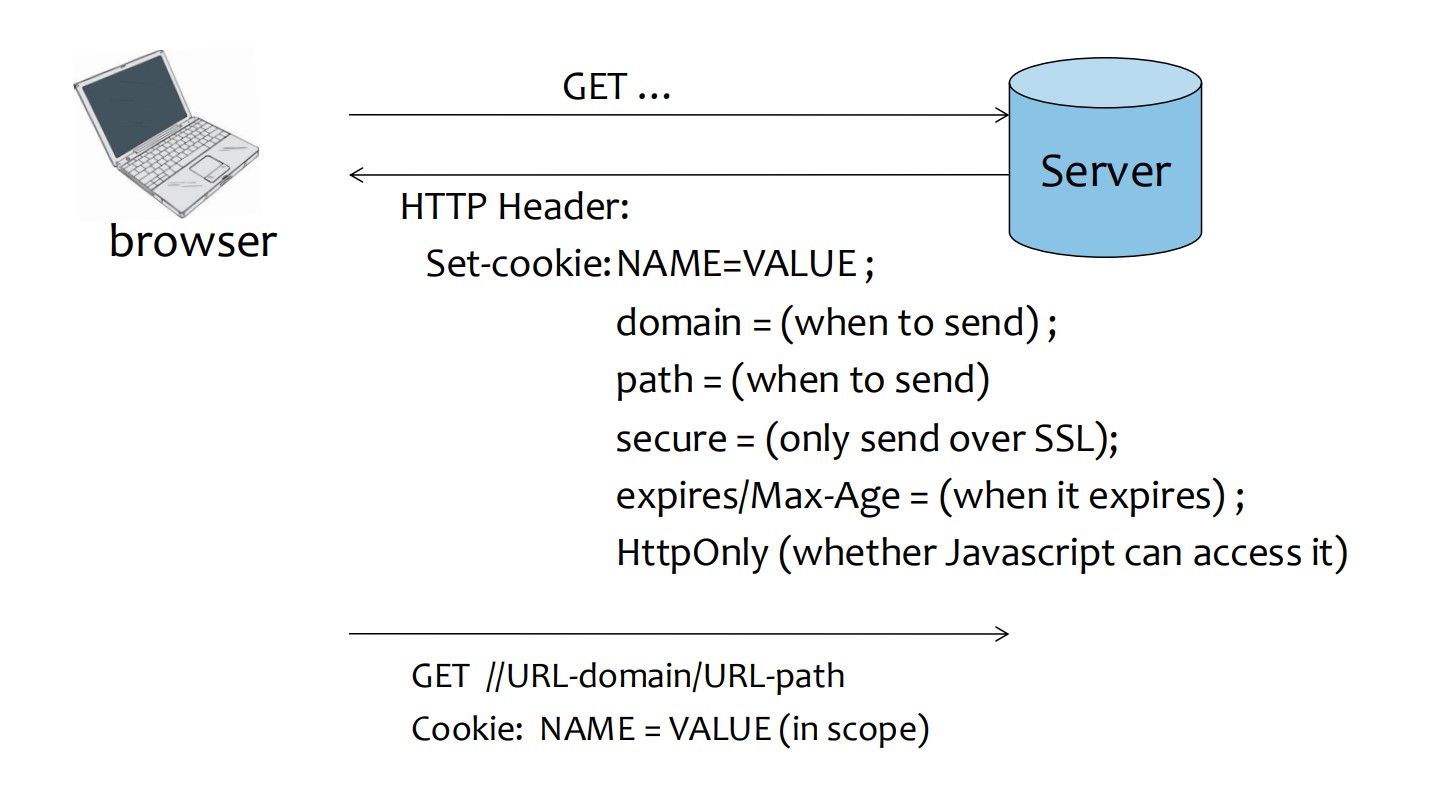 GET ...
Server
browser
HTTP Header:
Set-cookie: NAME=VALUE ;
domain = (when to send) ;
path = (when to send)
secure = (only send over SSL);
expires/Max-Age = (when it expires) ;
HttpOnly (whether Javascript can access it)
GET //URL-domain/URL-path
Cookie: NAME = VALUE (in scope)